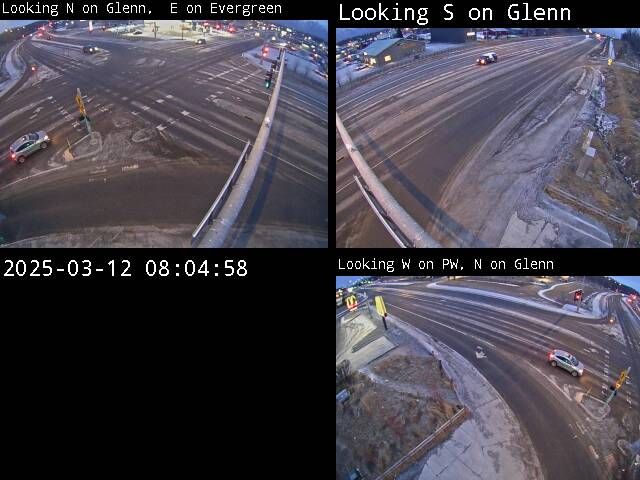 Looking N on Glenn,  E on Evergreen
Looking S on Glenn
2025-03-12 08:04:58
Looking W on PW, N on Glenn